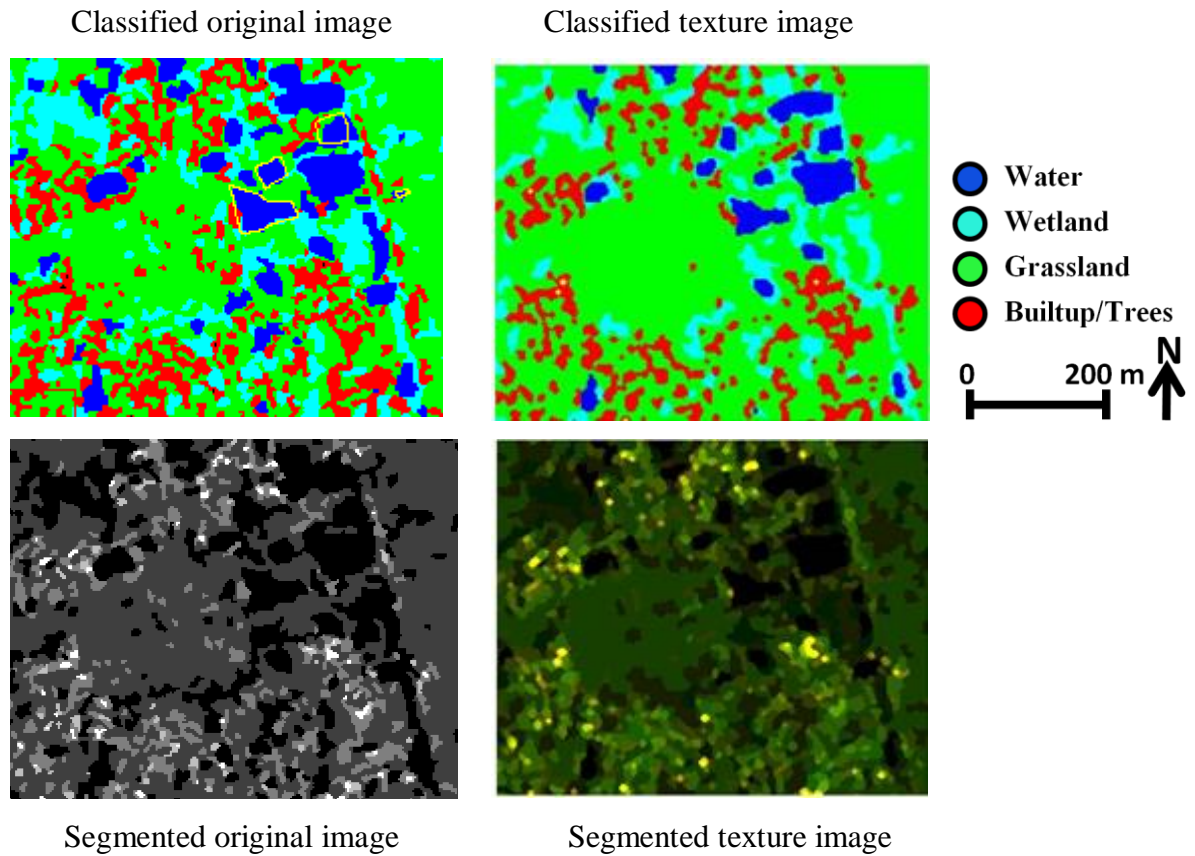 Classified original image
Classified texture image
Water
Wetland
Grassland
Builtup/Trees
0 200 m N
Segmented original image
Segmented texture image